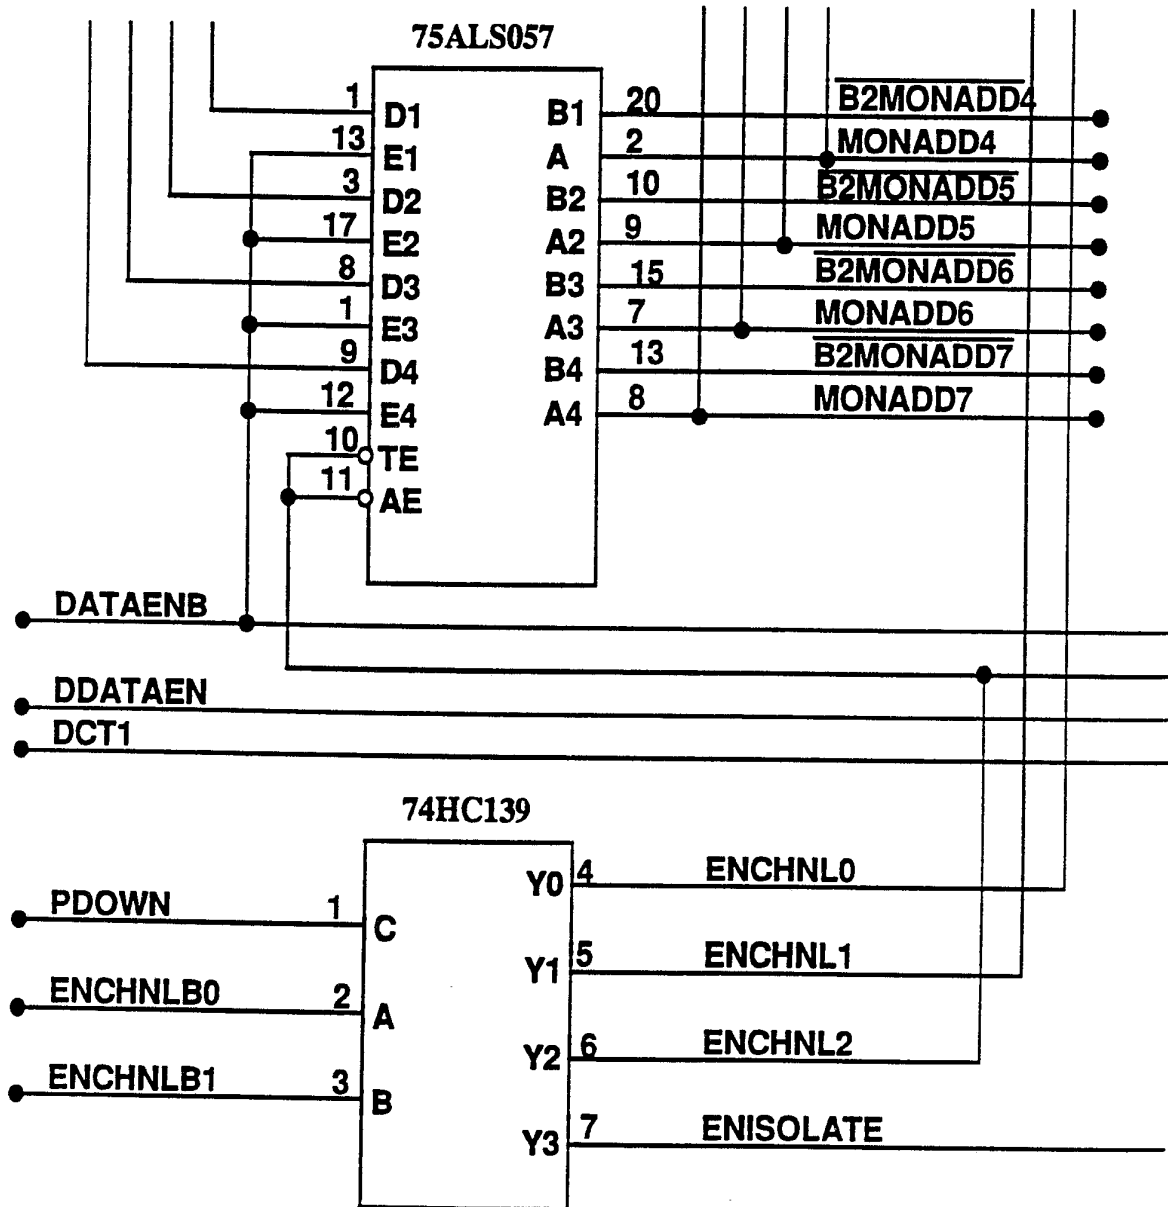 75ALS057
1 D1 B1 20 B2MONADD4
13 E1 A 2 MONADD4
3 D2 B2 10 B2MONADD5
17 E2 A2 9 MONADD5
8 D3 B3 15 B2MONADD6
1 E3 A3 7 MONADD6
9 D4 B4 13 B2MONADD7
12 E4 A4 8 MONADD7
10 TE
11 AE
DATAENB
DDATAEN
DCT1
74HC139
Y0 4 ENCHNL0
PDOWN 1 C
Y1 5 ENCHNL1
ENCHNLB0 2 A
Y2 6 ENCHNL2
ENCHNLB1 3 B
Y3 7 ENISOLATE